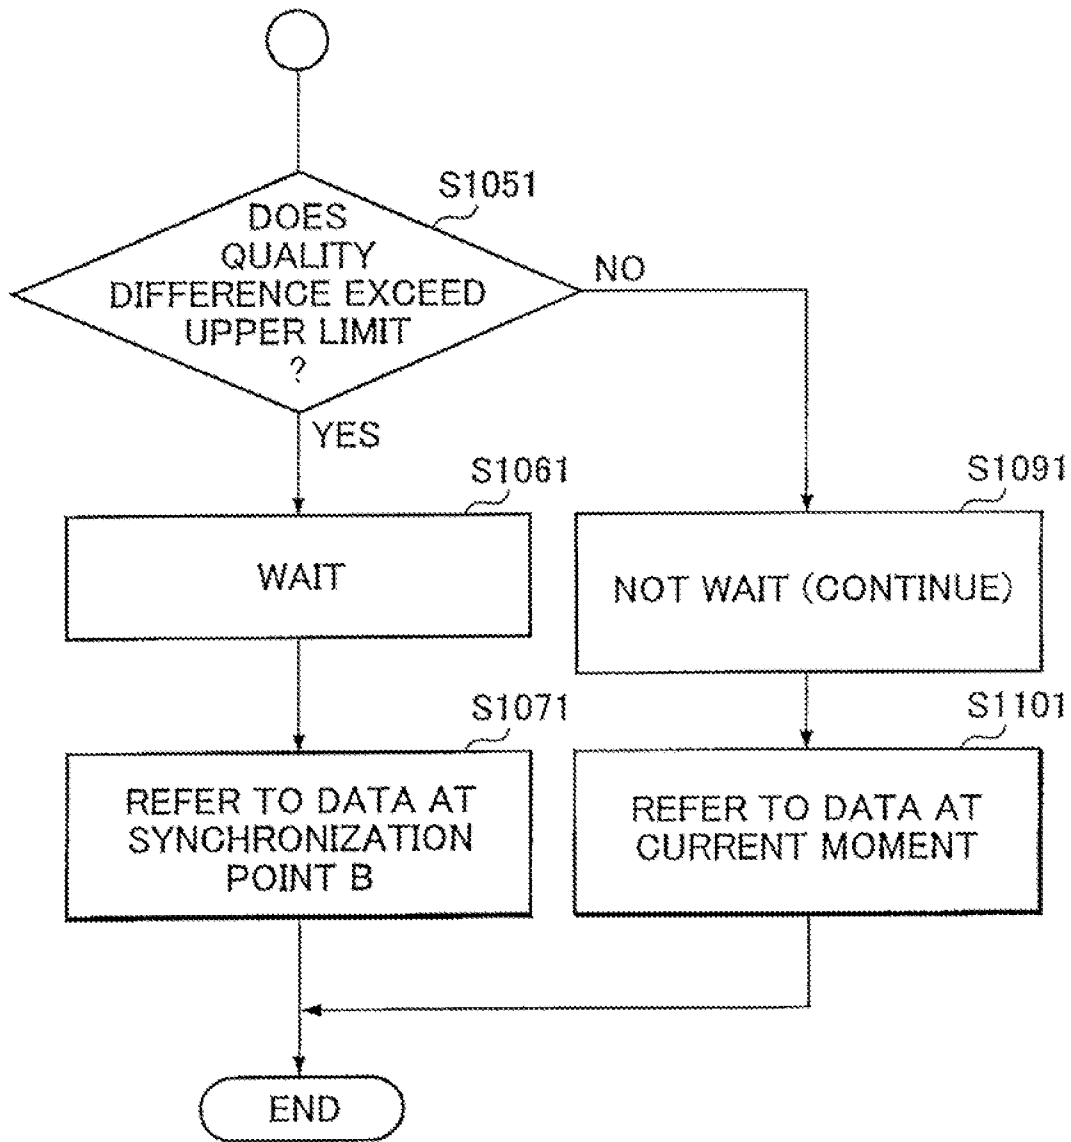 S1051
DOES
QUALITY
DIFFERENCE EXCEED
UPPER LIMIT
?
NO
YES
S1061
WAIT
S1091
NOT WAIT (CONTINUE)
S1071
REFER TO DATA AT
SYNCHRONIZATION
POINT B
S1101
REFER TO DATA AT
CURRENT MOMENT
END